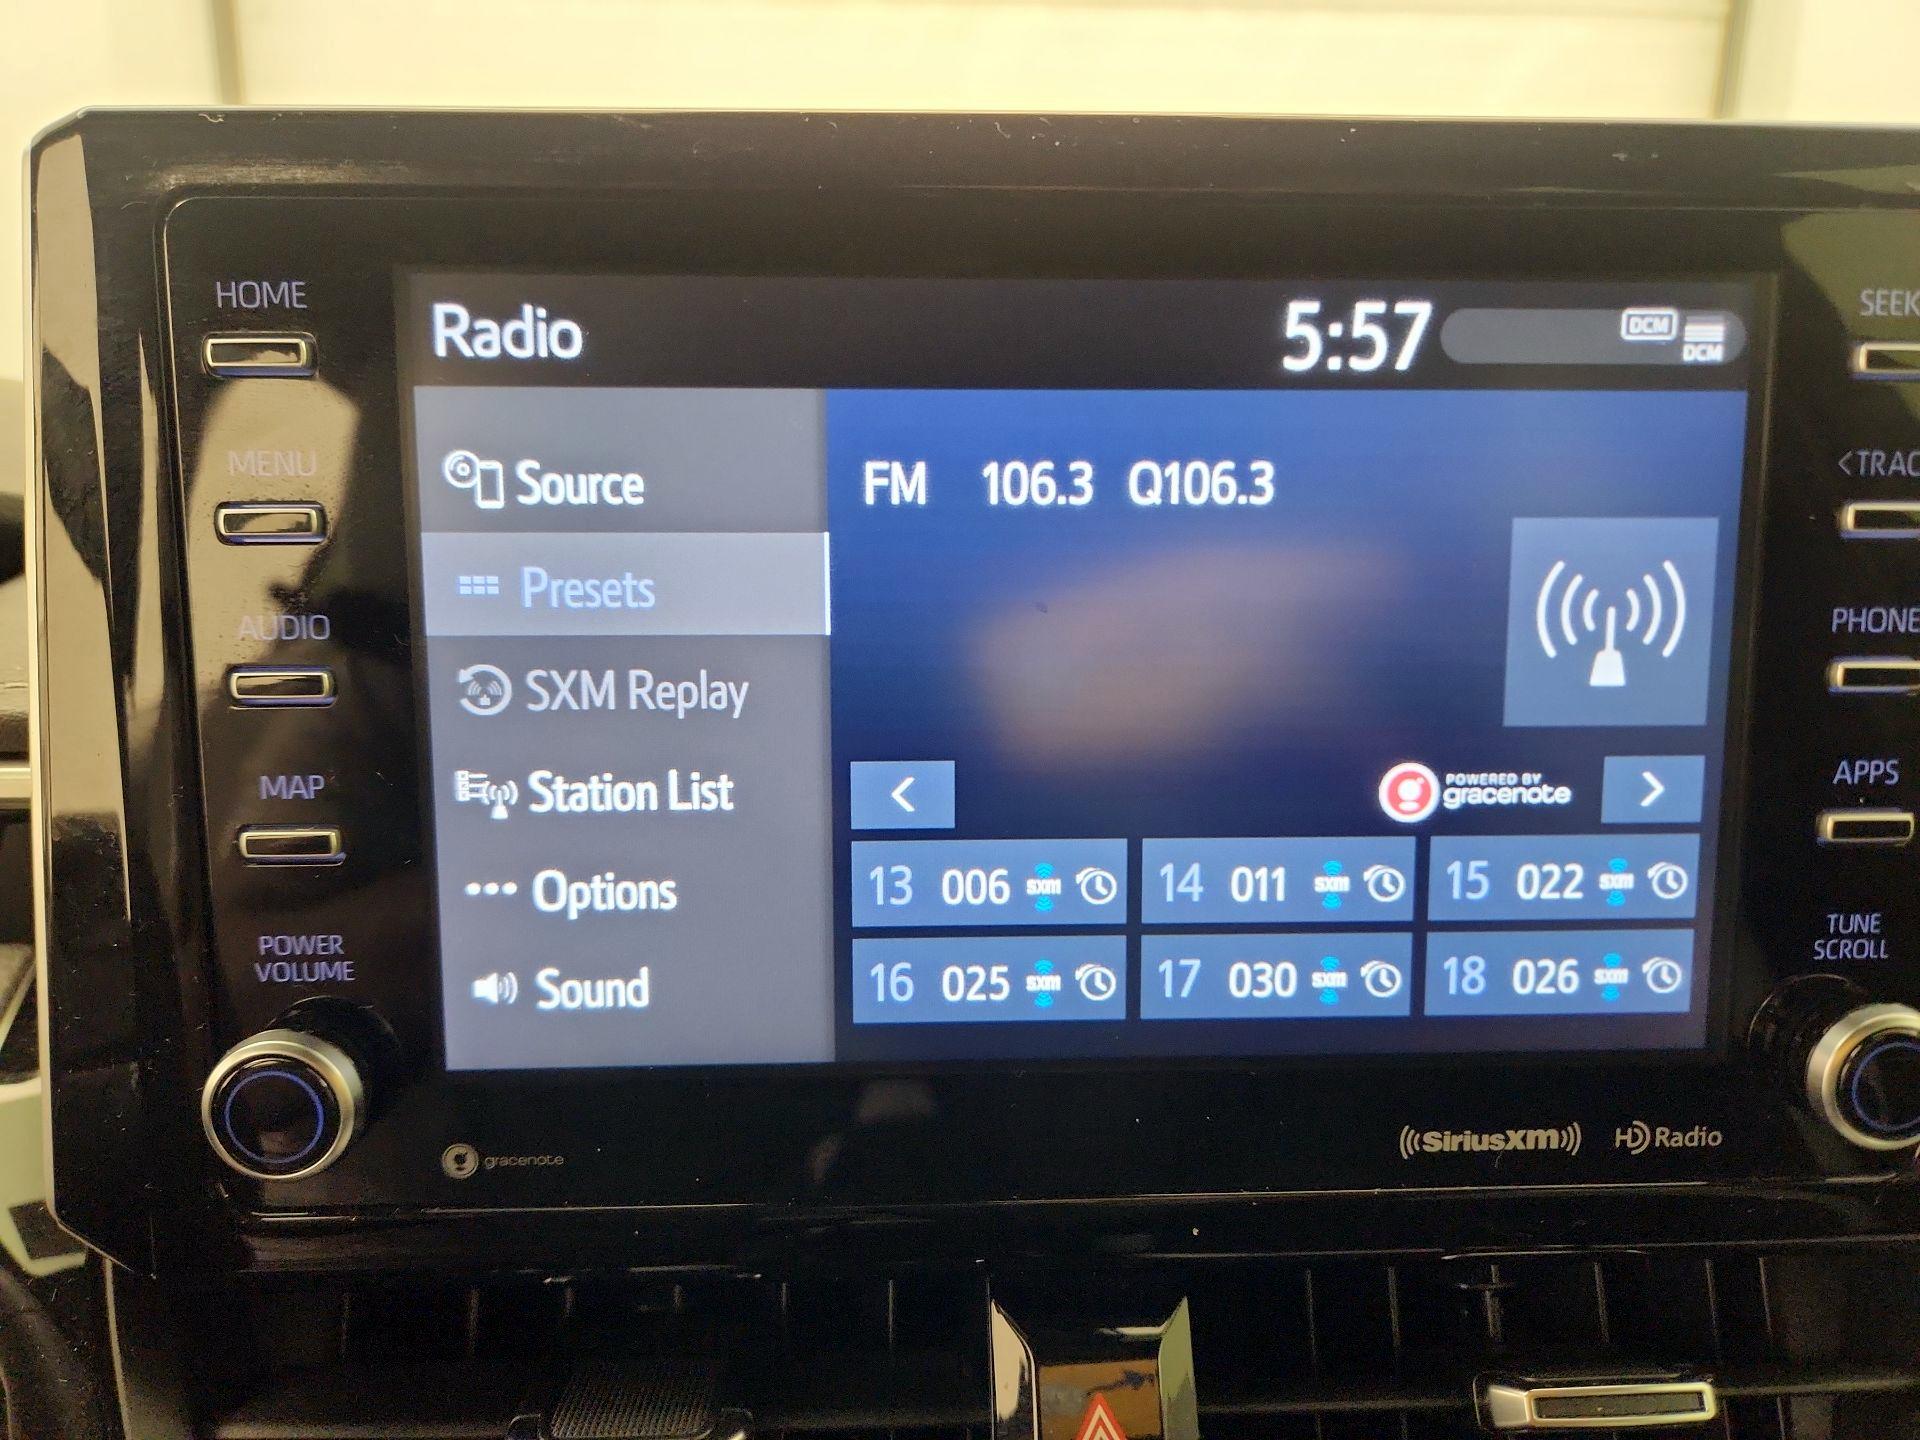 HOME
MENU
AUDIO
MAP
POWER
VOLUME
Radio
5:57
DCM
DCM
Source
Presets
SXM Replay
Station List
Options
Sound
FM 106.3 Q106.3
POWERED BY
gracenote
13 006 sxm
14 011 sxm
15 022 sxm
16 025 sxm
17 030 sxm
18 026 sxm
gracenote
SiriusXM
HD Radio
SEEK
<TRAC
PHONE
APPS
TUNE
SCROLL